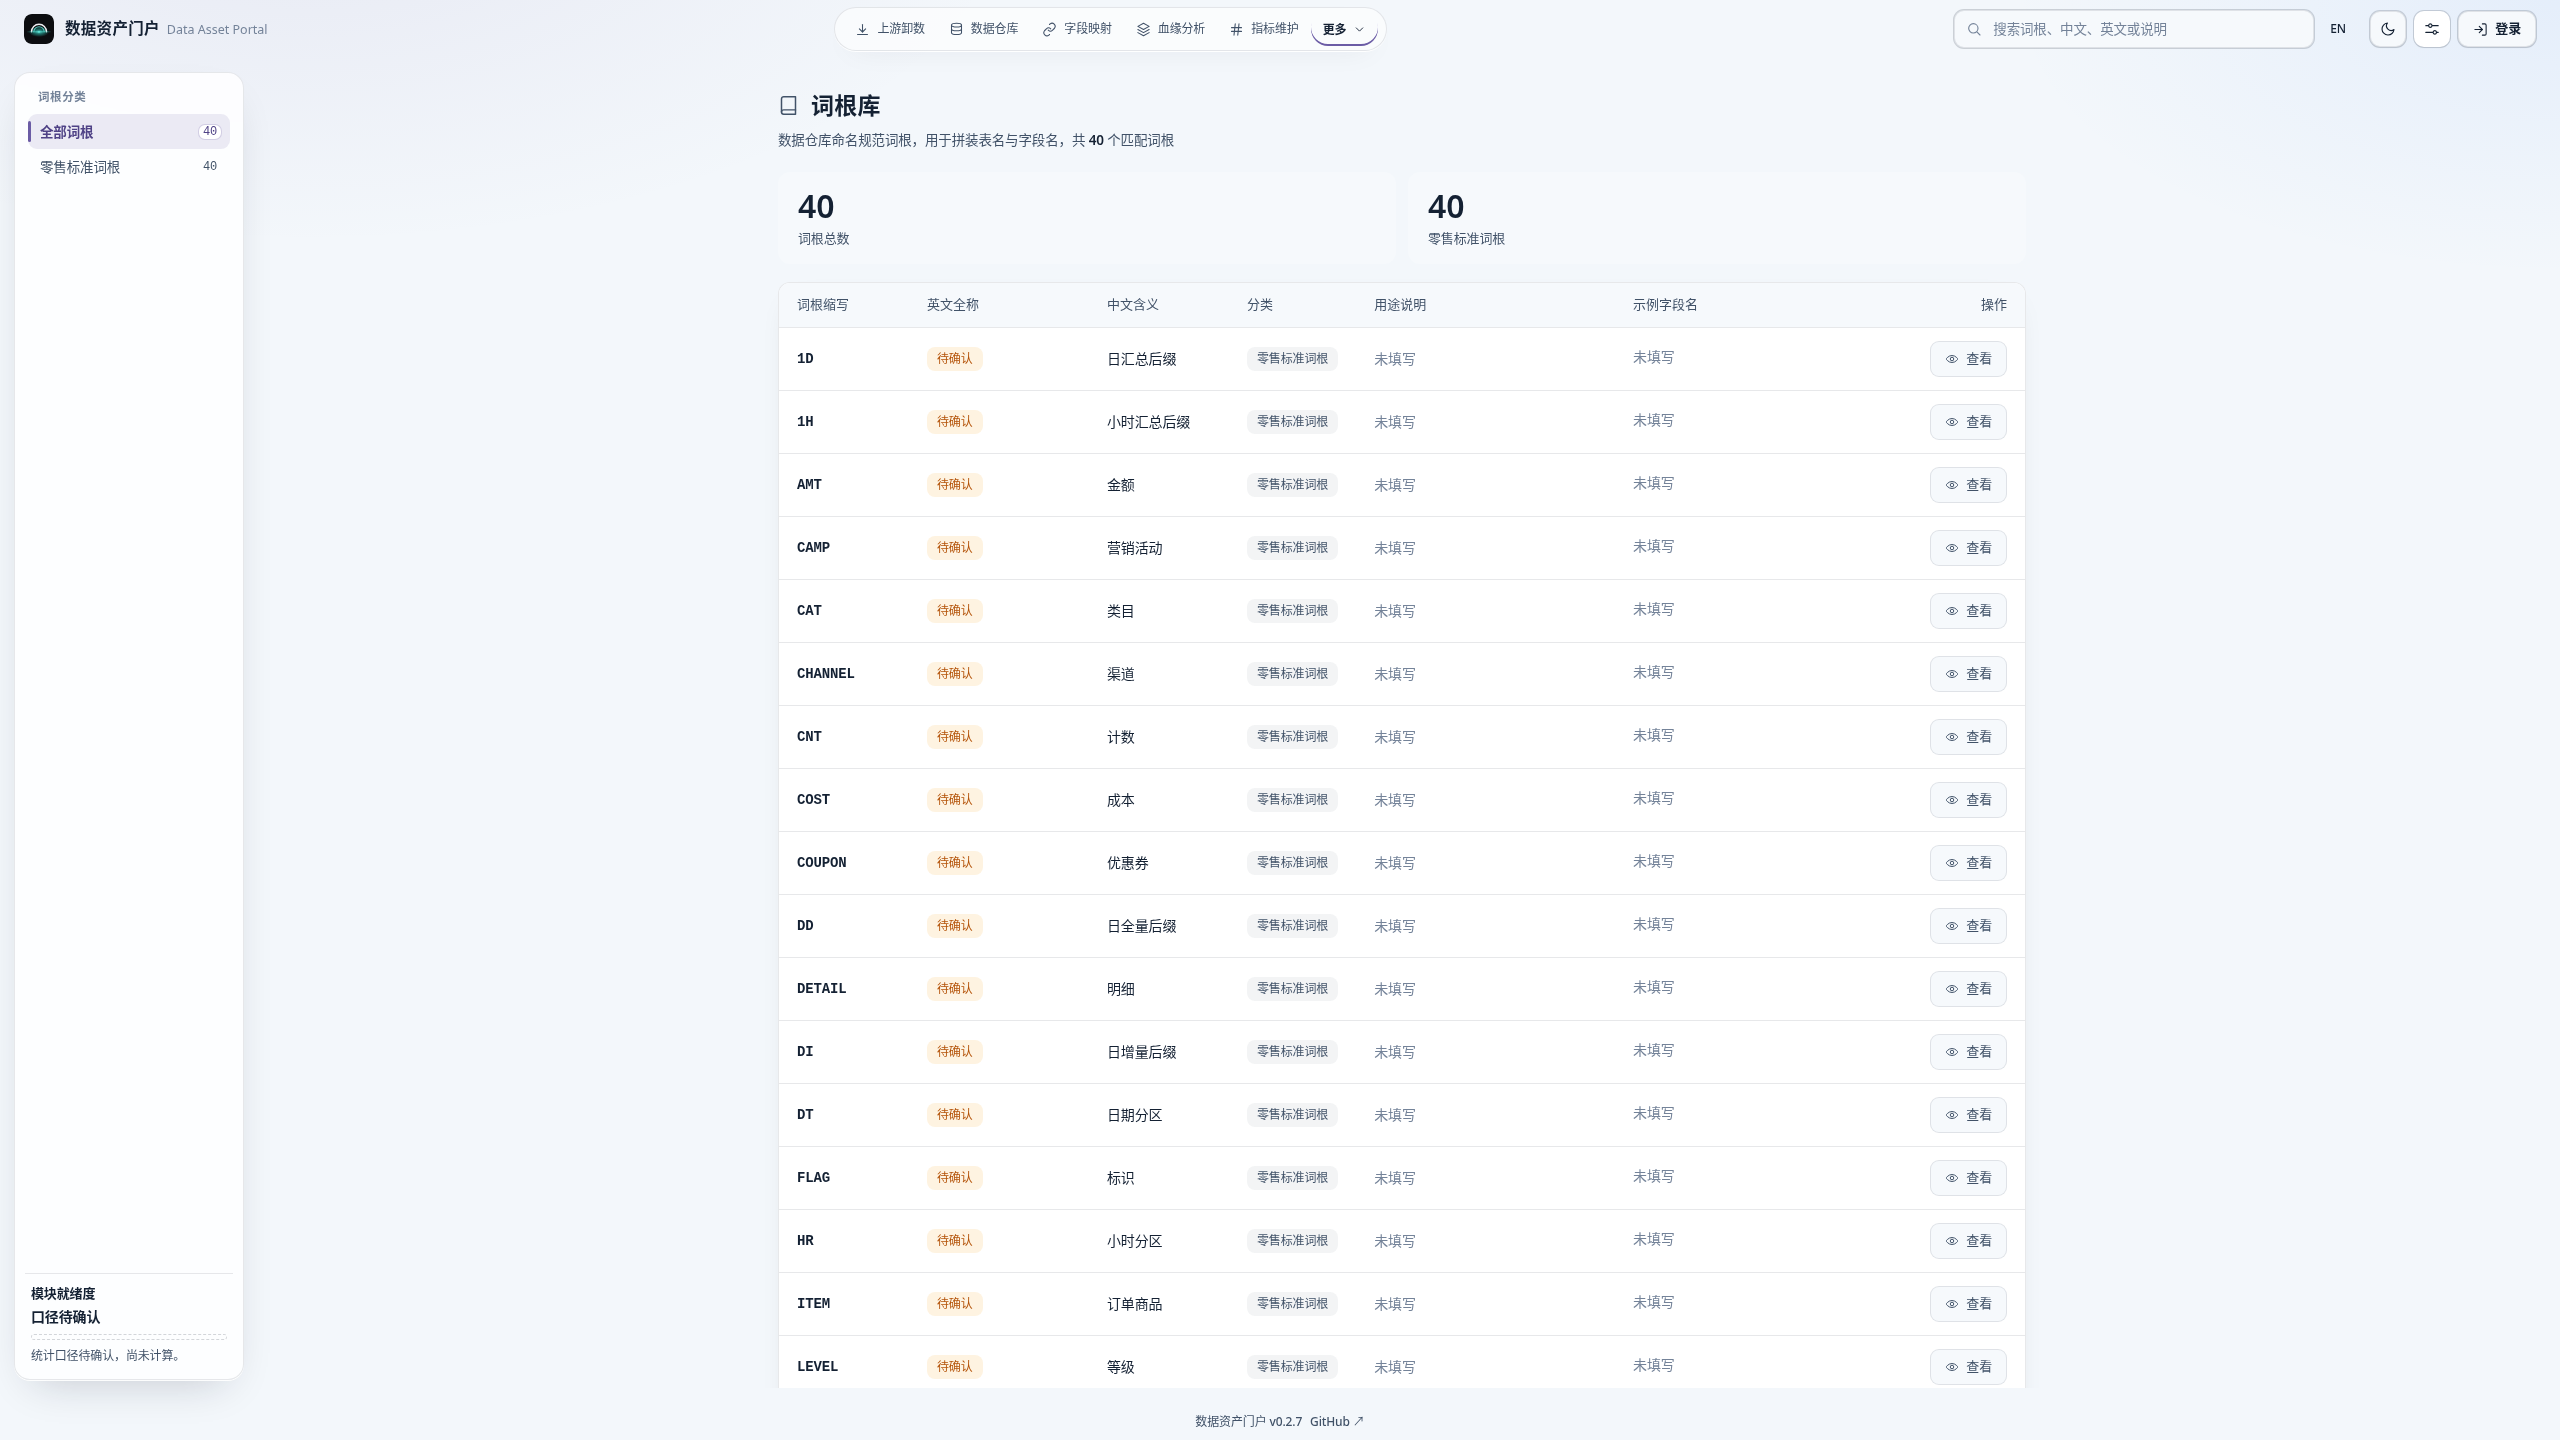 数据资产门户 Data Asset Portal
上游卸数 数据仓库 字段映射 血缘分析 指标维护 更多
搜索词根、中文、英文或说明 EN 登录
词根分类
全部词根 40
零售标准词根 40
词根库
数据仓库命名规范词根，用于拼装表名与字段名，共 40 个匹配词根
40
词根总数
40
零售标准词根
词根缩写 英文全称 中文含义 分类 用途说明 示例字段名 操作
1D 待确认 日汇总后缀 零售标准词根 未填写 未填写 查看
1H 待确认 小时汇总后缀 零售标准词根 未填写 未填写 查看
AMT 待确认 金额 零售标准词根 未填写 未填写 查看
CAMP 待确认 营销活动 零售标准词根 未填写 未填写 查看
CAT 待确认 类目 零售标准词根 未填写 未填写 查看
CHANNEL 待确认 渠道 零售标准词根 未填写 未填写 查看
CNT 待确认 计数 零售标准词根 未填写 未填写 查看
COST 待确认 成本 零售标准词根 未填写 未填写 查看
COUPON 待确认 优惠券 零售标准词根 未填写 未填写 查看
DD 待确认 日全量后缀 零售标准词根 未填写 未填写 查看
DETAIL 待确认 明细 零售标准词根 未填写 未填写 查看
DI 待确认 日增量后缀 零售标准词根 未填写 未填写 查看
DT 待确认 日期分区 零售标准词根 未填写 未填写 查看
FLAG 待确认 标识 零售标准词根 未填写 未填写 查看
HR 待确认 小时分区 零售标准词根 未填写 未填写 查看
ITEM 待确认 订单商品 零售标准词根 未填写 未填写 查看
LEVEL 待确认 等级 零售标准词根 未填写 未填写 查看
模块就绪度
口径待确认
统计口径待确认，尚未计算。
数据资产门户 v0.2.7 GitHub ↗